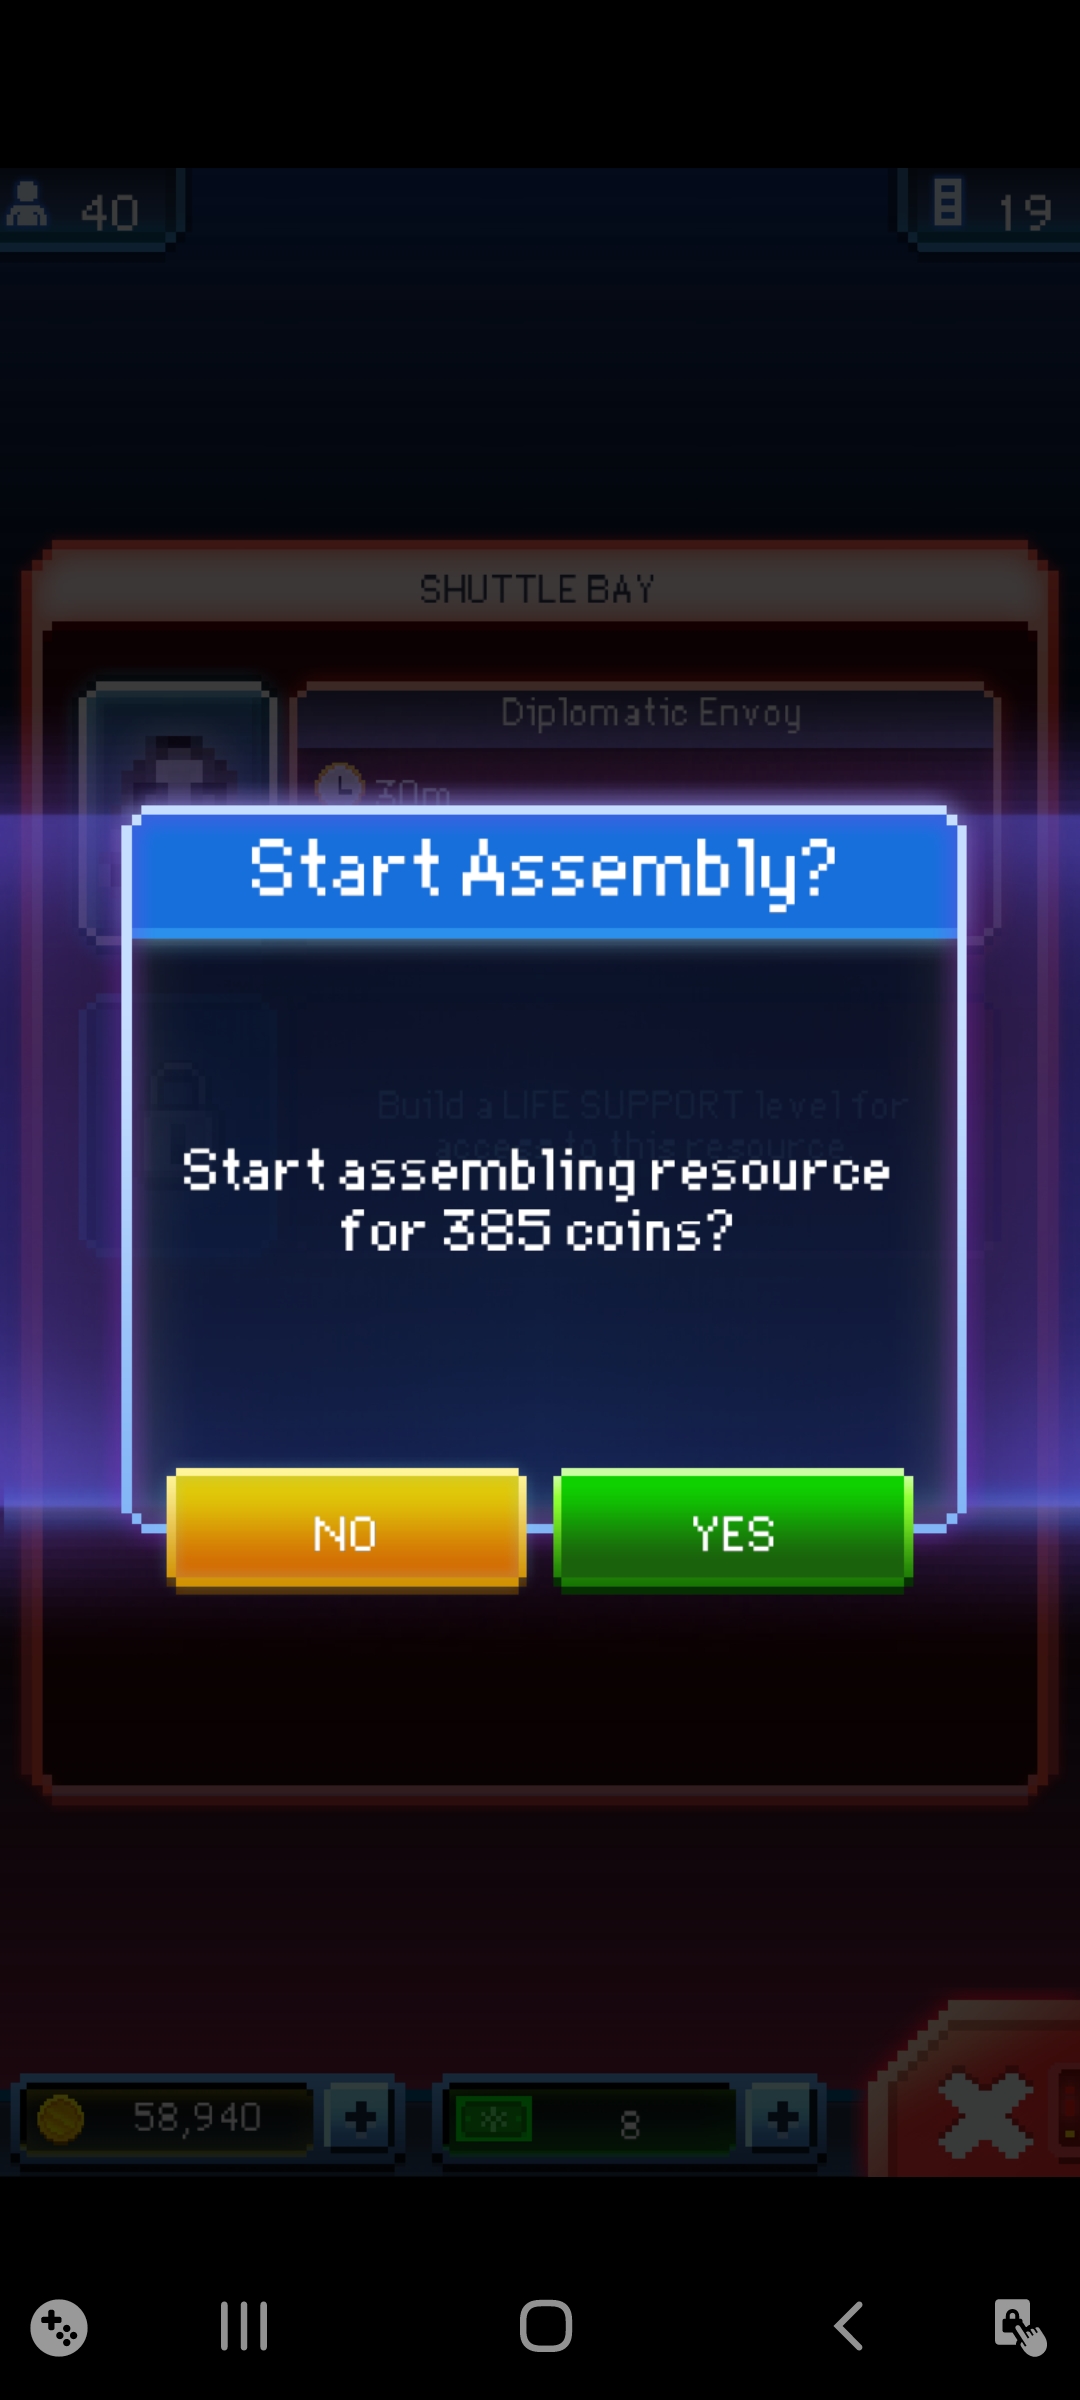 40
19
SHUTTLE BAY
Diplomatic Envoy
30m
Start Assembly?
Build a LIFE SUPPORT level for
access to this resource
Start assembling resource
for 385 coins?
NO
YES
58,940
8